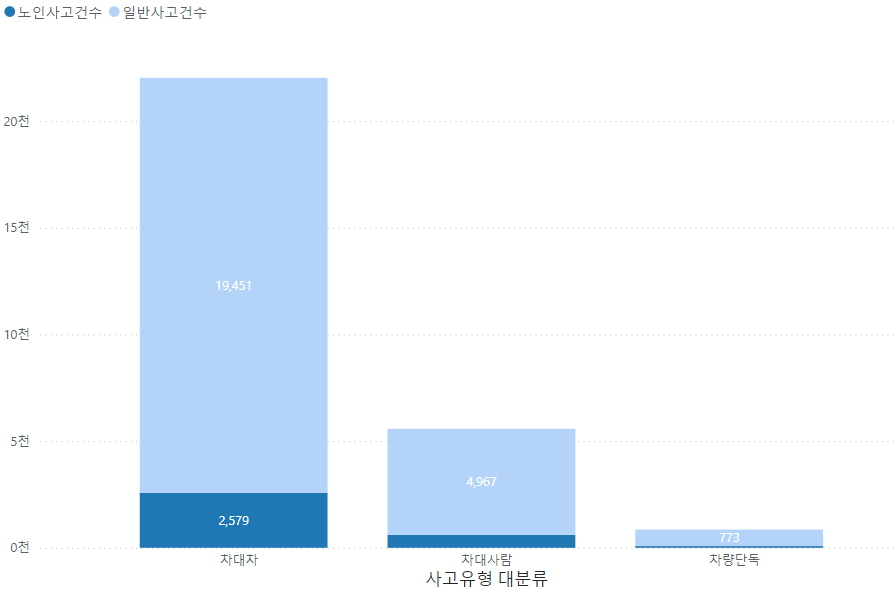 노인사고건수 일반사고건수
20천
15천
10천
5천
0천
19,451
2,579
4,967
773
차대차 차대사람 차량단독
사고유형 대분류